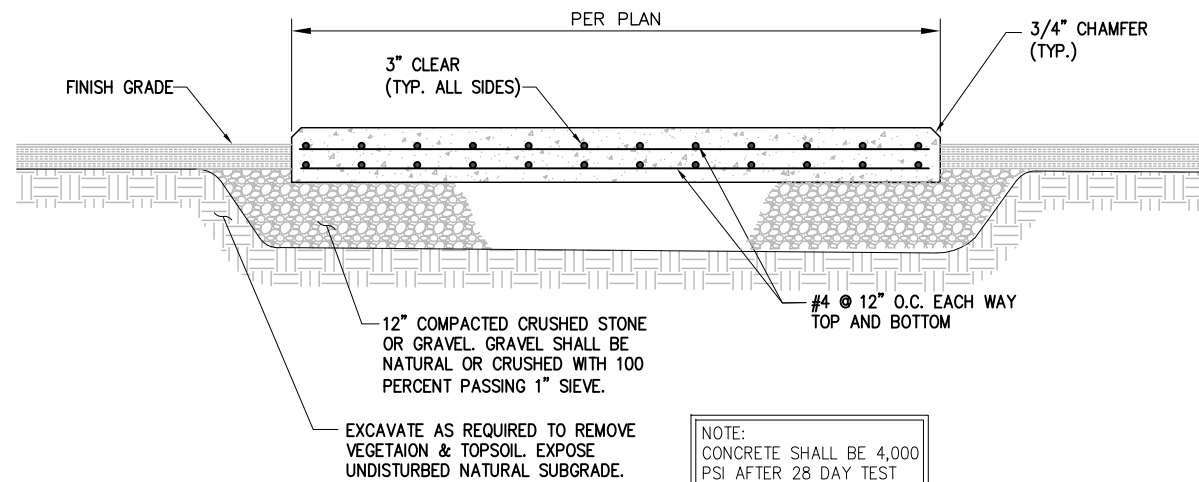 PER PLAN
3/4" CHAMFER
(TYP.)
3" CLEAR
(TYP. ALL SIDES)
FINISH GRADE
#4 @ 12" O.C. EACH WAY
TOP AND BOTTOM
12" COMPACTED CRUSHED STONE
OR GRAVEL. GRAVEL SHALL BE
NATURAL OR CRUSHED WITH 100
PERCENT PASSING 1" SIEVE.
EXCAVATE AS REQUIRED TO REMOVE
VEGETAION & TOPSOIL. EXPOSE
UNDISTURBED NATURAL SUBGRADE.
NOTE:
CONCRETE SHALL BE 4,000
PSI AFTER 28 DAY TEST